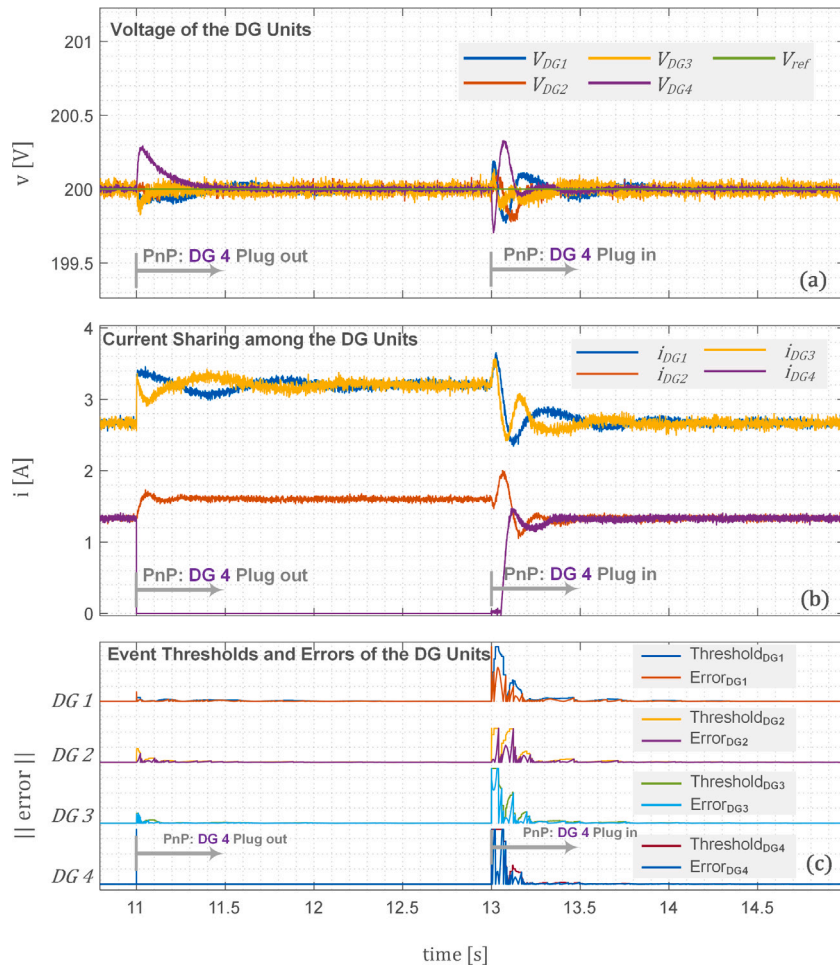 Voltage of the DG Units
V_DG1 V_DG3 V_ref
V_DG2 V_DG4
201
200.5
200
199.5
v [V]
PnP: DG 4 Plug out
PnP: DG 4 Plug in
(a)
Current Sharing among the DG Units
i_DG1 i_DG3
i_DG2 i_DG4
4
3
2
1
0
i [A]
PnP: DG 4 Plug out
PnP: DG 4 Plug in
(b)
Event Thresholds and Errors of the DG Units
Threshold_DG1
Error_DG1
DG 1
Threshold_DG2
Error_DG2
DG 2
Threshold_DG3
Error_DG3
DG 3
|| error ||
PnP: DG 4 Plug out
PnP: DG 4 Plug in
Threshold_DG4
Error_DG4
DG 4
(c)
11 11.5 12 12.5 13 13.5 14 14.5
time [s]